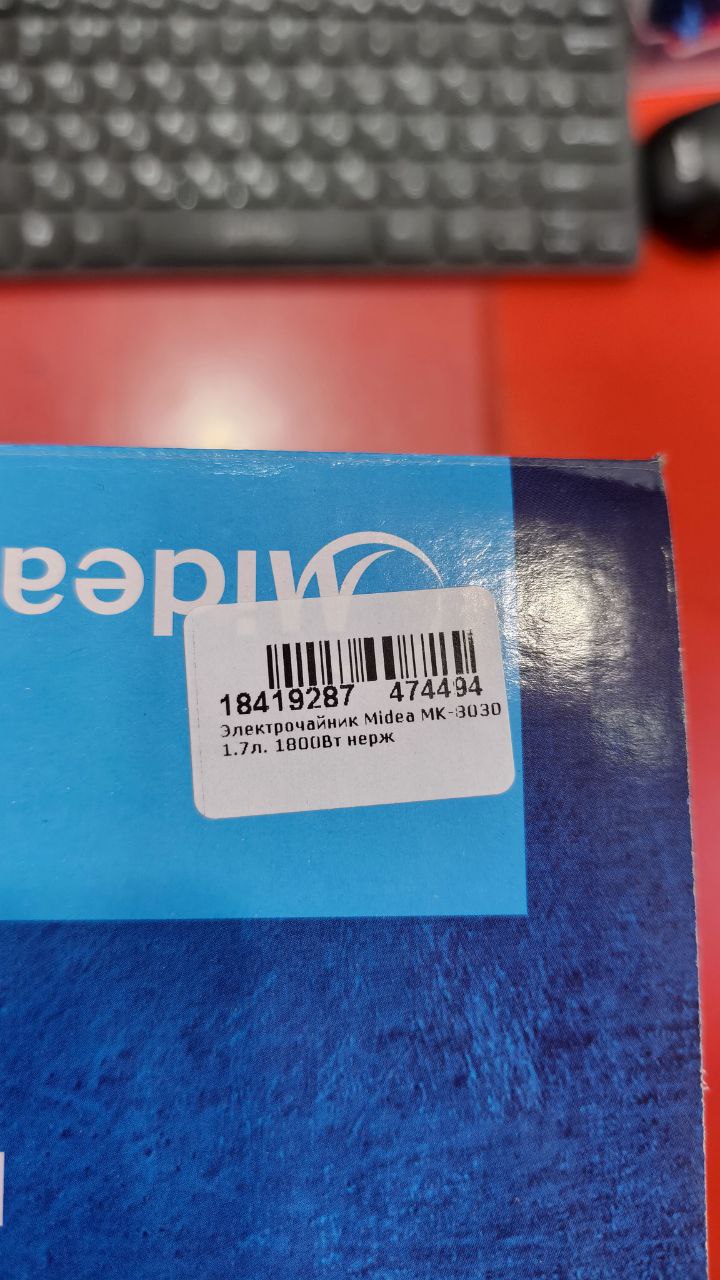 Midea
18419287 474494
Электрочайник Midea MK-8030
1.7л. 1800Вт нерж